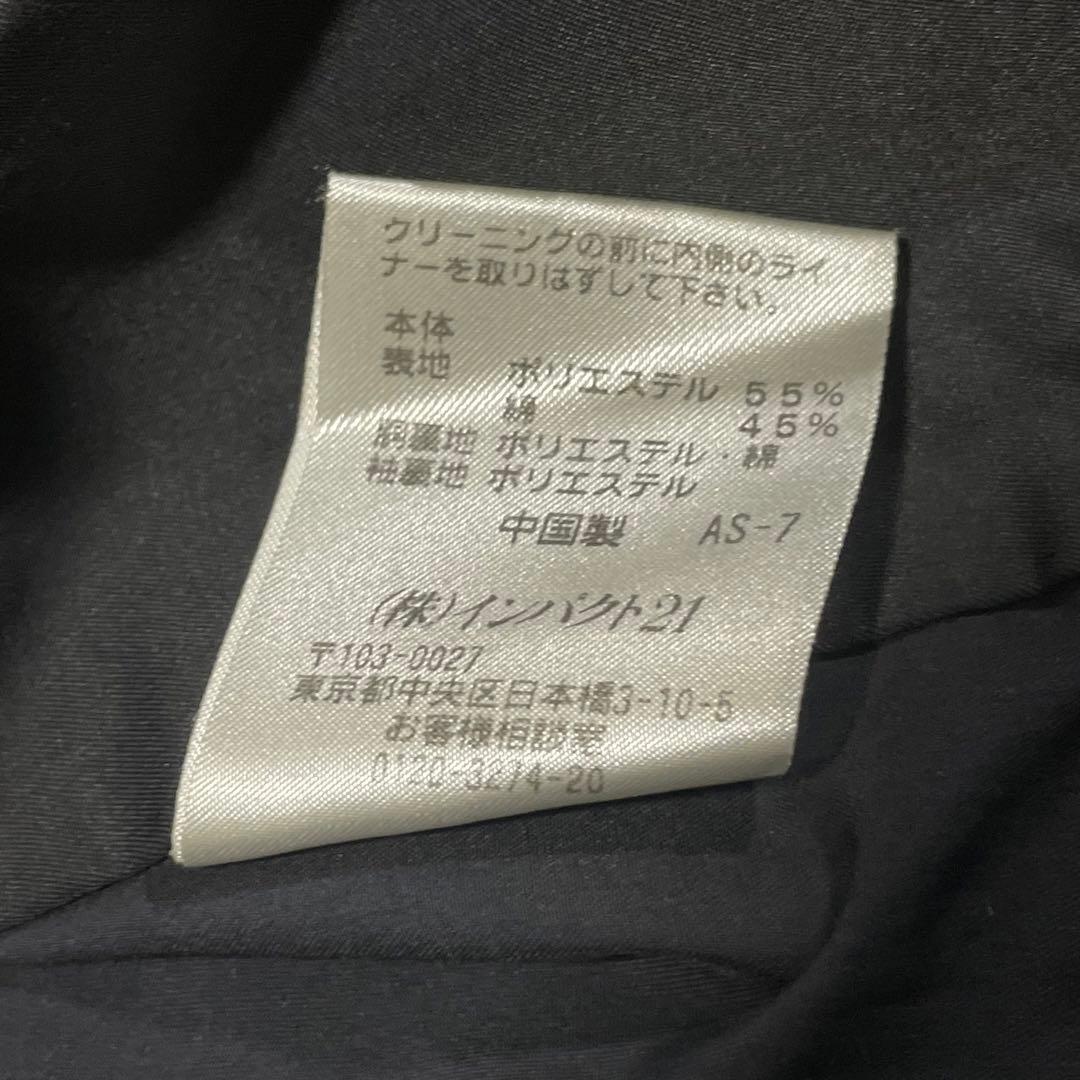 クリーニングの前に内側のライ
ナーを取りはずして下さい。
本体
表地 ポリエステル 55%
綿 45%
胴裏地 ポリエステル・綿
袖裏地 ポリエステル
中国製 AS-7
(株)インパクト21
〒103-0027
東京都中央区日本橋3-10-5
お客様相談室
0120-3274-20